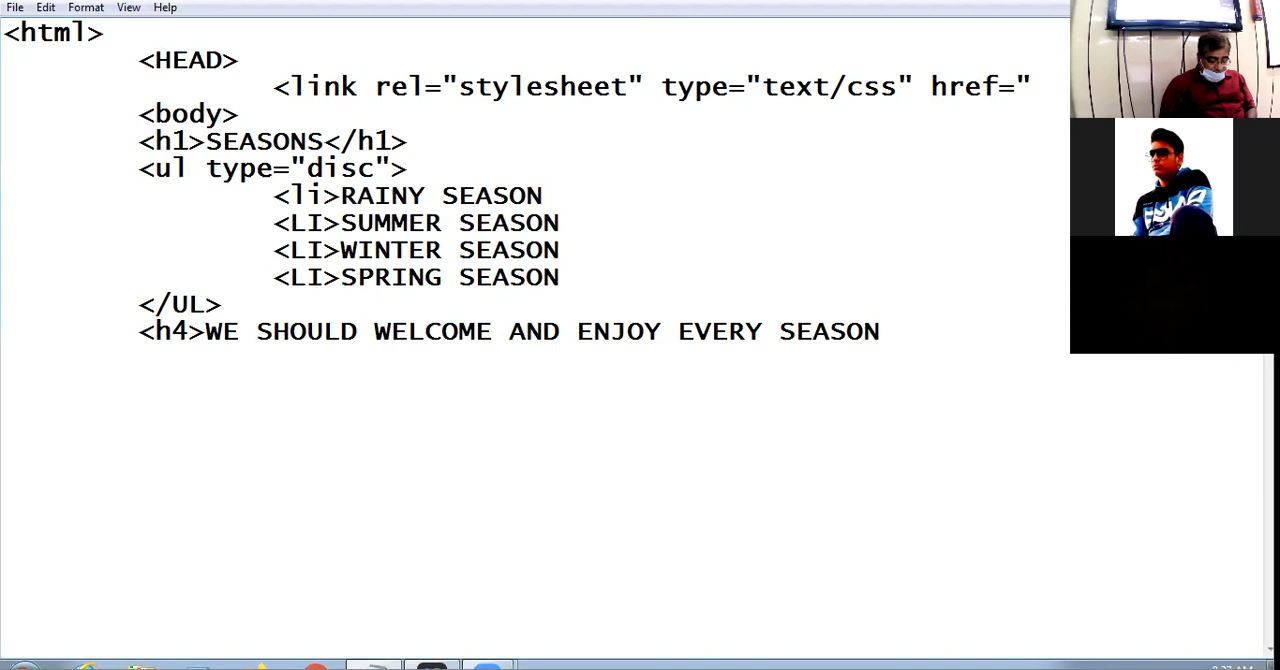 File Edit Format View Help
<html>
<HEAD>
<link rel="stylesheet" type="text/css" href="
<body>
<h1>SEASONS</h1>
<ul type="disc">
<li>RAINY SEASON
<LI>SUMMER SEASON
<LI>WINTER SEASON
<LI>SPRING SEASON
</UL>
<h4>WE SHOULD WELCOME AND ENJOY EVERY SEASON